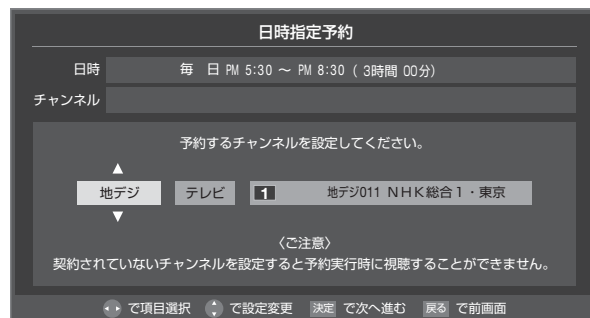 日時指定予約
日時 毎 日 PM 5:30 ～ PM 8:30 ( 3時間 00分)
チャンネル
予約するチャンネルを設定してください。
地デジ テレビ 1 地デジ011 ＮＨＫ総合１・東京
〈ご注意〉
契約されていないチャンネルを設定すると予約実行時に視聴することができません。
で項目選択 で設定変更 決定 で次へ進む 戻る で前画面